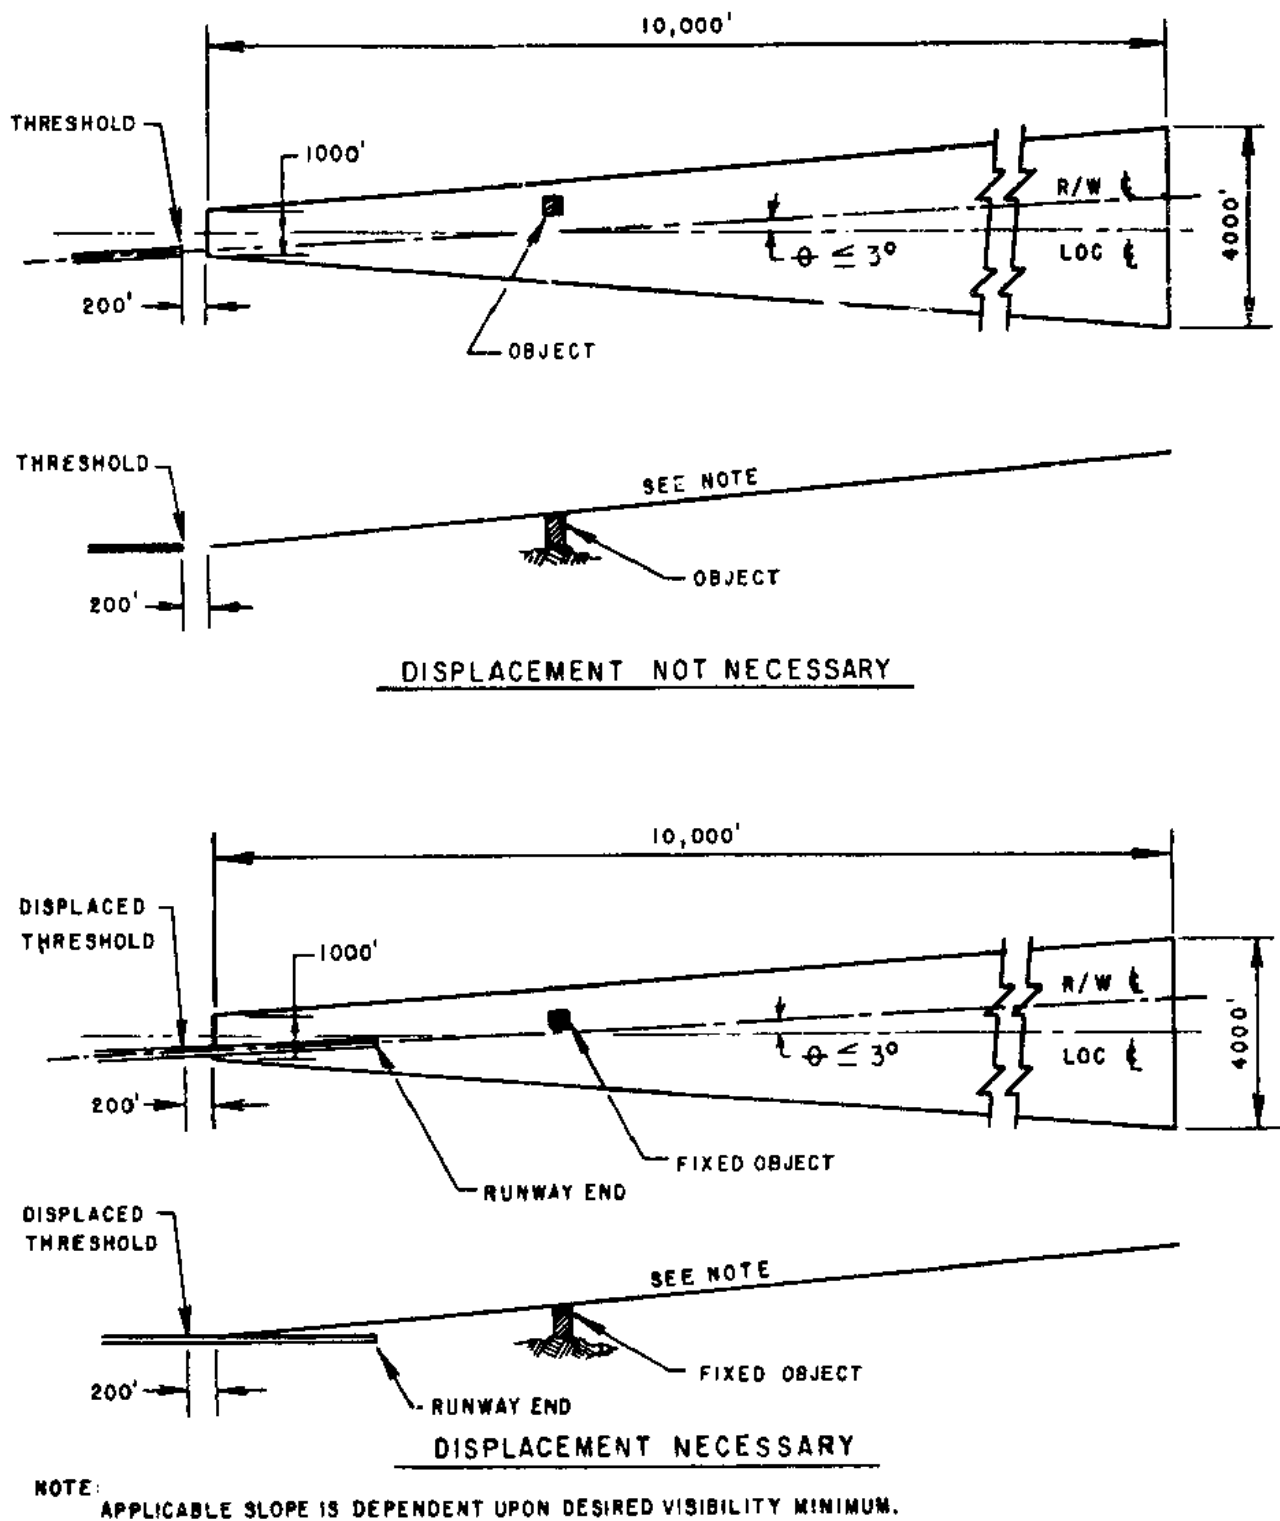 10,000'
THRESHOLD
1000'
R/W ℄
4000'
LOC ℄
θ ≤ 3°
200'
OBJECT
THRESHOLD
SEE NOTE
OBJECT
200'
DISPLACEMENT NOT NECESSARY
10,000'
DISPLACED
THRESHOLD
1000'
R/W ℄
4000'
LOC ℄
θ ≤ 3°
200'
FIXED OBJECT
RUNWAY END
DISPLACED
THRESHOLD
SEE NOTE
FIXED OBJECT
200'
RUNWAY END
DISPLACEMENT NECESSARY
NOTE:
APPLICABLE SLOPE IS DEPENDENT UPON DESIRED VISIBILITY MINIMUM.